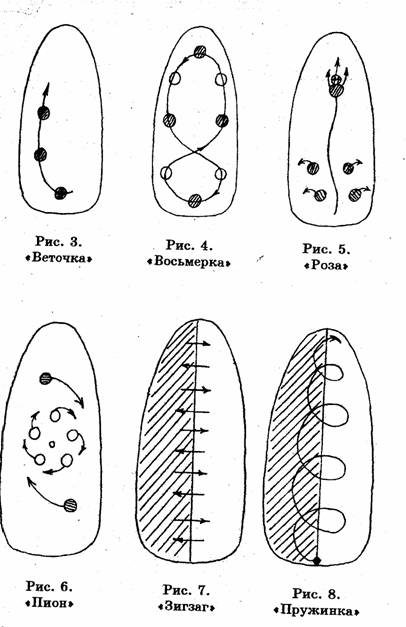 Рис. 3.
«Веточка»
Рис. 4.
«Восьмерка»
Рис. 5.
«Роза»
Рис. 6.
«Пион»
Рис. 7.
«Зигзаг»
Рис. 8.
«Пружинка»